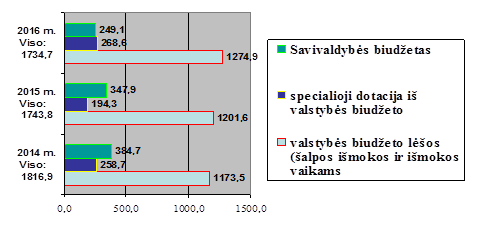 2016 m.
Viso:
1734,7
249,1
268,6
1274,9
2015 m.
Viso:
1743,8
347,9
194,3
1201,6
2014 m.
Viso:
1816,9
384,7
258,7
1173,5
0,0 500,0 1000,0 1500,0
Savivaldybės biudžetas
specialioji dotacija iš
valstybės biudžeto
valstybės biudžeto lėšos
(šalpos išmokos ir išmokos
vaikams